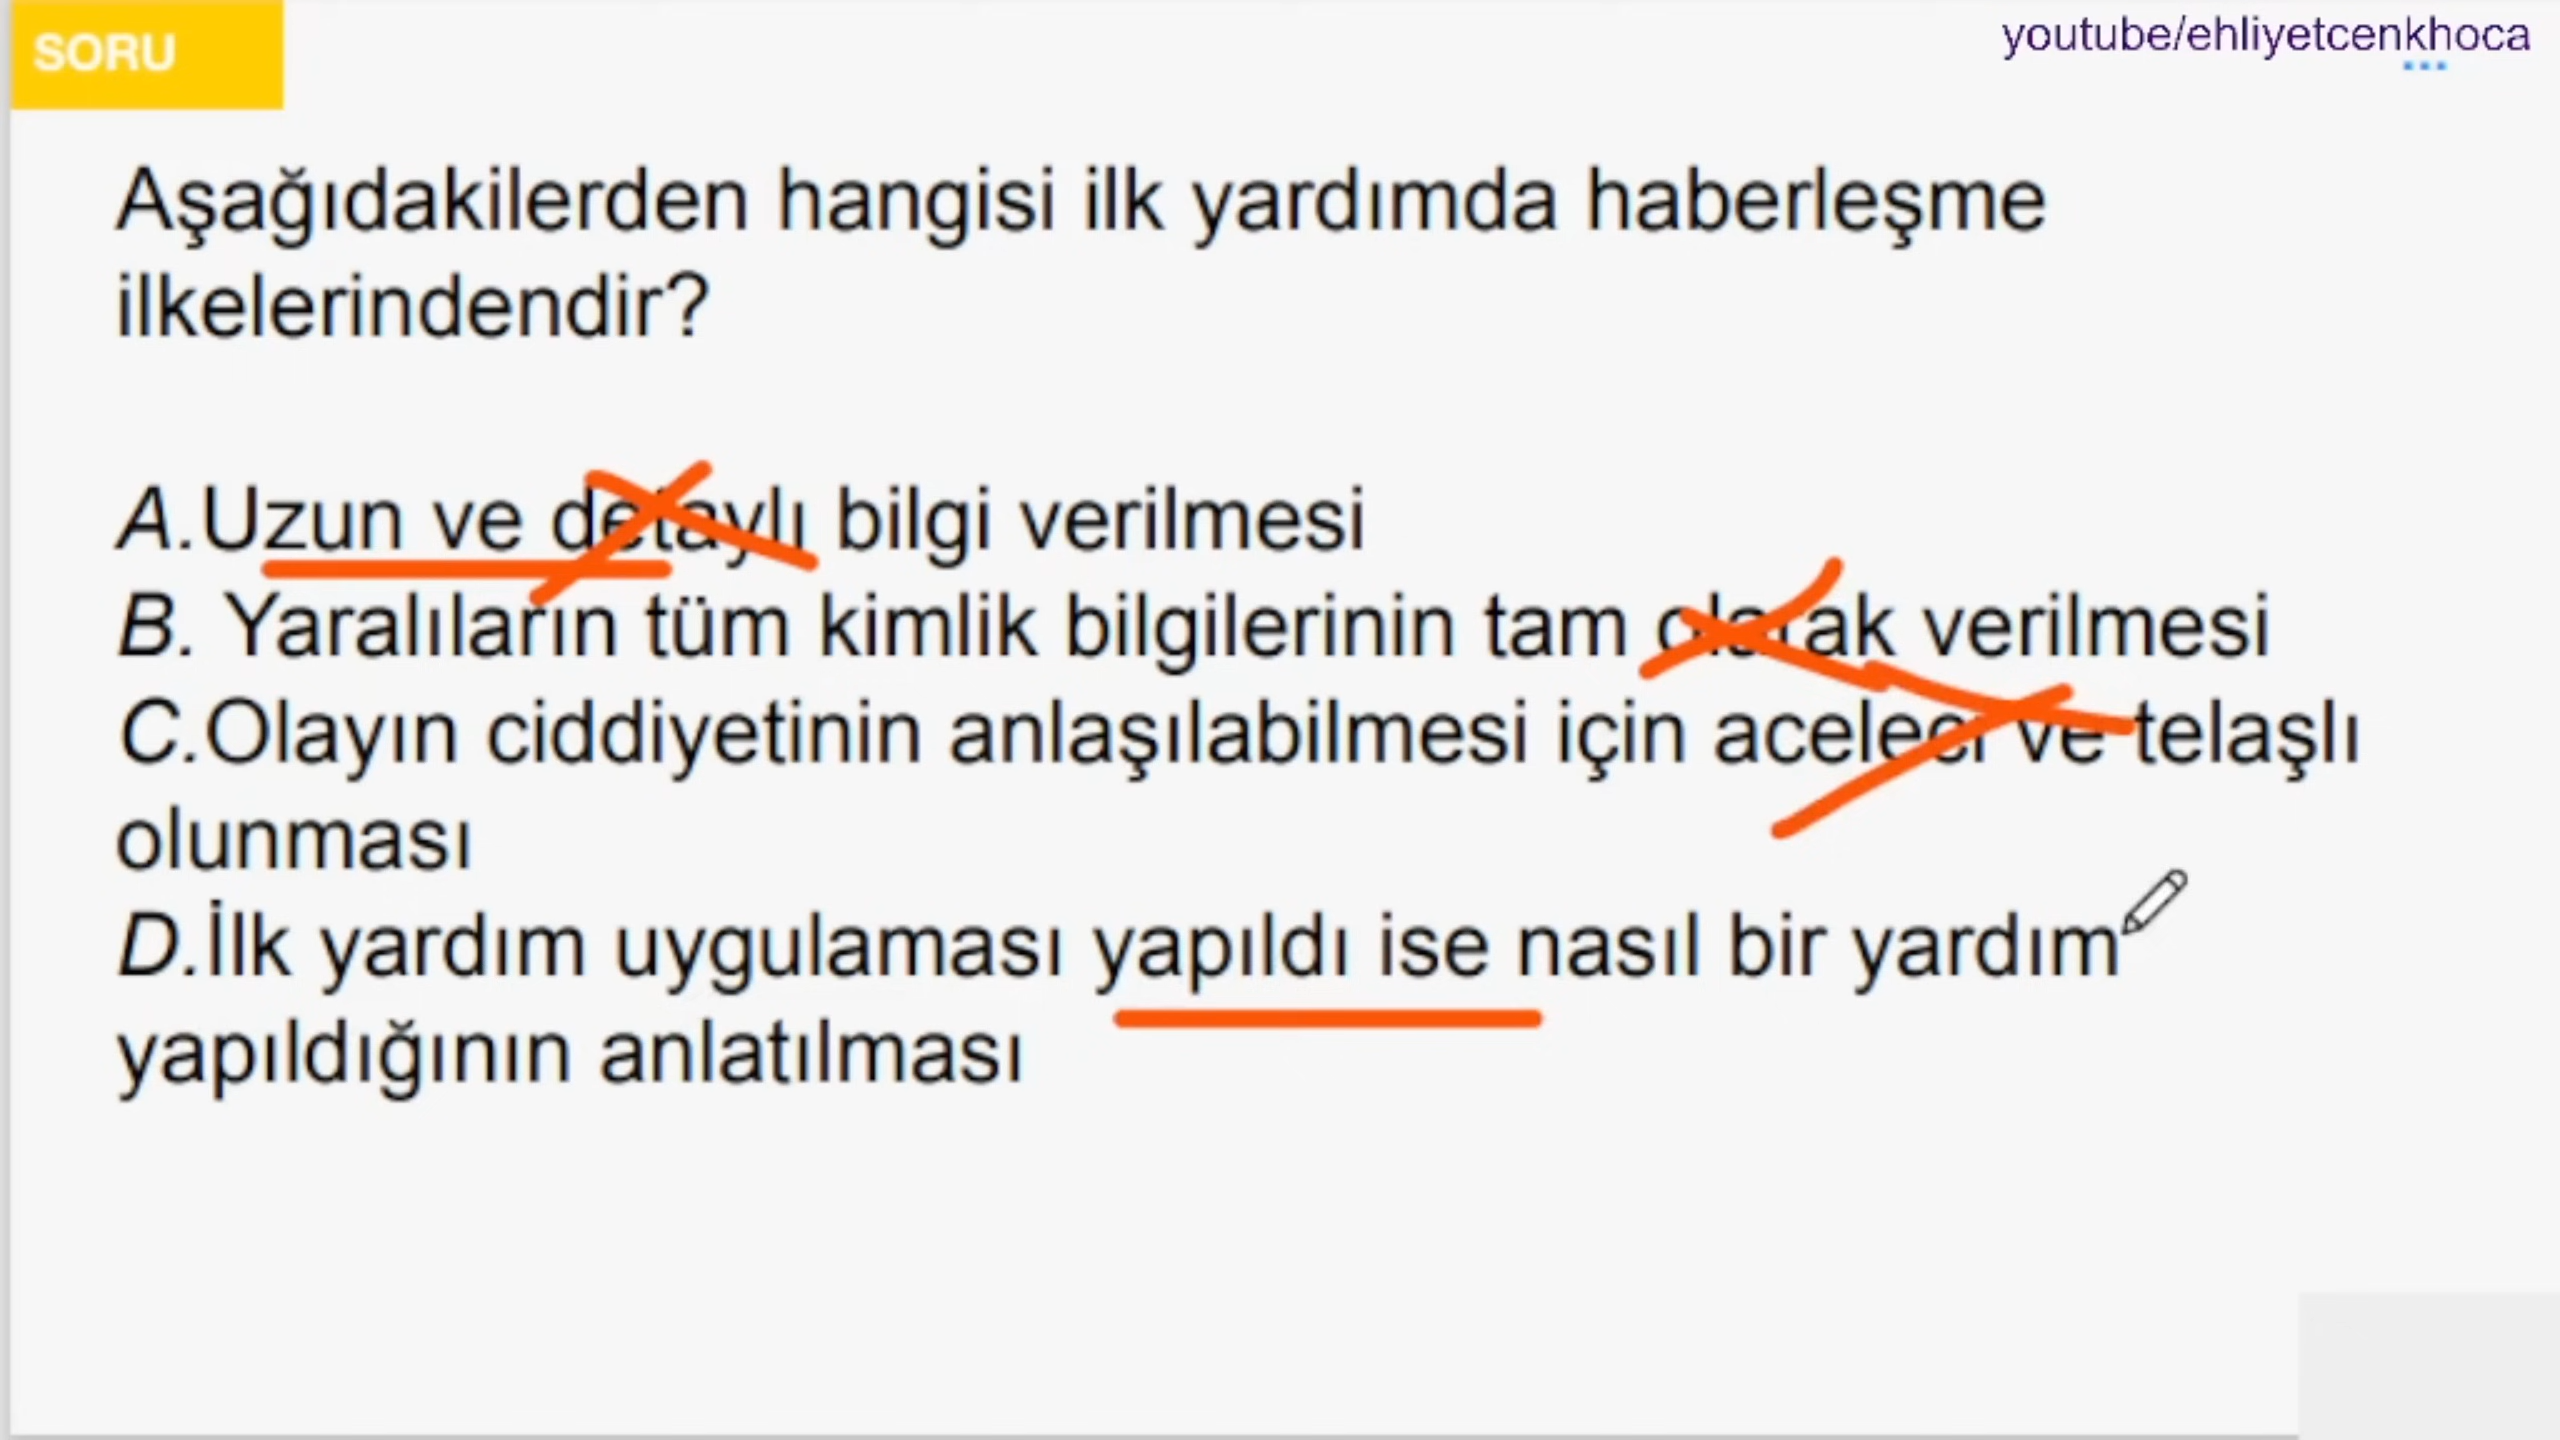 SORU
youtube/ehliyetcenkhoca
Aşağıdakilerden hangisi ilk yardımda haberleşme
ilkelerindendir?
A.Uzun ve detaylı bilgi verilmesi
B. Yaralıların tüm kimlik bilgilerinin tam olarak verilmesi
C.Olayın ciddiyetinin anlaşılabilmesi için aceleci ve telaşlı
olunması
D.İlk yardım uygulaması yapıldı ise nasıl bir yardım
yapıldığının anlatılması